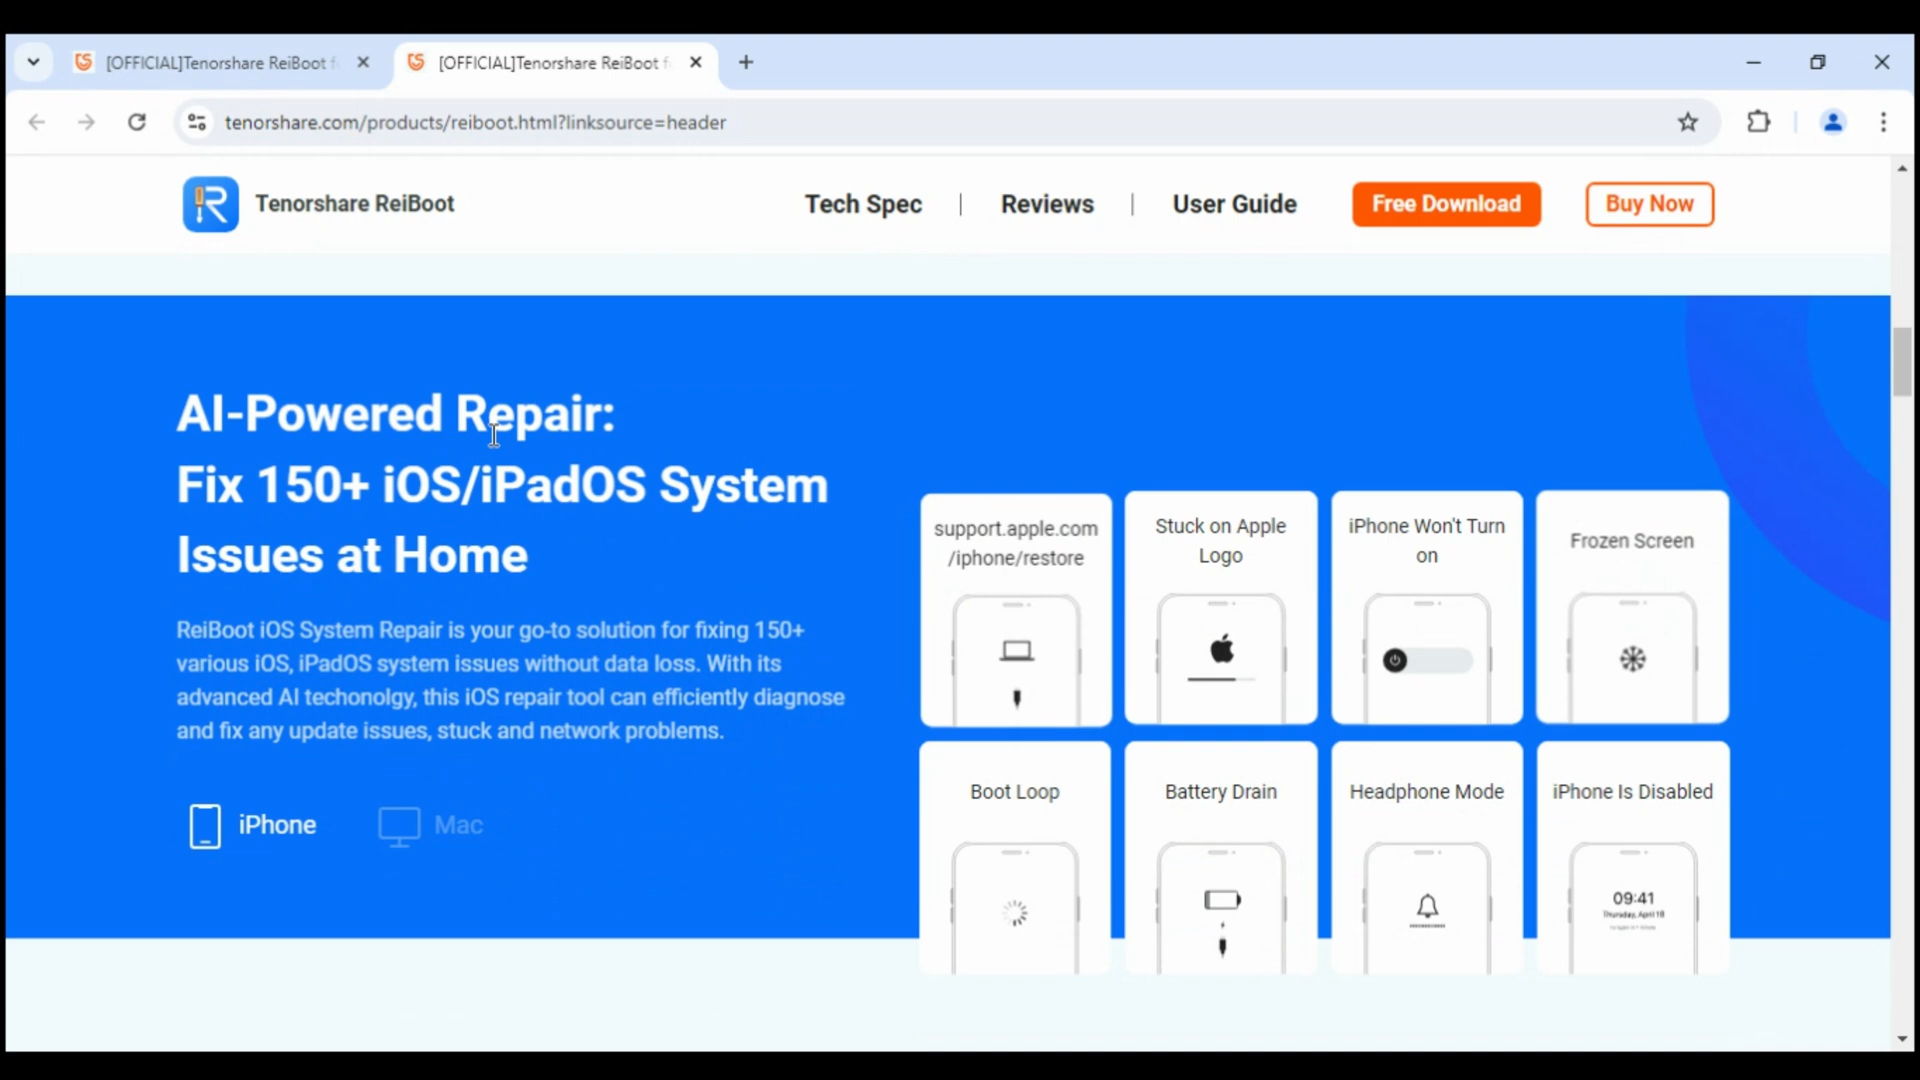 [OFFICIAL]Tenorshare ReiBoot f
[OFFICIAL]Tenorshare ReiBoot f
tenorshare.com/products/reiboot.html?linksource=header
Tenorshare ReiBoot
Tech Spec
Reviews
User Guide
Free Download
Buy Now
AI-Powered Repair:
Fix 150+ iOS/iPadOS System
Issues at Home
ReiBoot iOS System Repair is your go-to solution for fixing 150+
various iOS, iPadOS system issues without data loss. With its
advanced AI techonolgy, this iOS repair tool can efficiently diagnose
and fix any update issues, stuck and network problems.
iPhone
Mac
support.apple.com
/iphone/restore
Stuck on Apple
Logo
iPhone Won't Turn
on
Frozen Screen
Boot Loop
Battery Drain
Headphone Mode
iPhone Is Disabled
09:41
Thursday, April 18